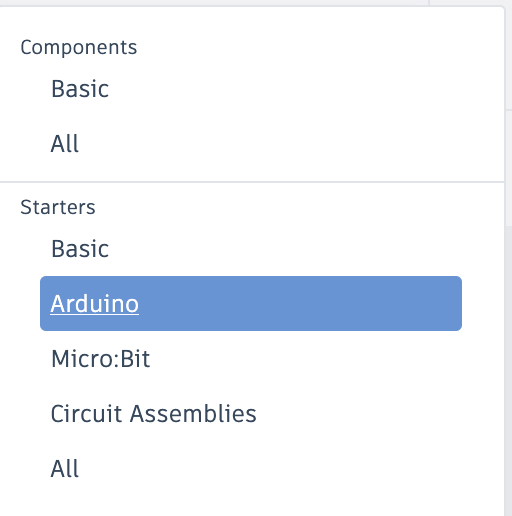 Components
Basic
All
Starters
Basic
Arduino
Micro:Bit
Circuit Assemblies
All